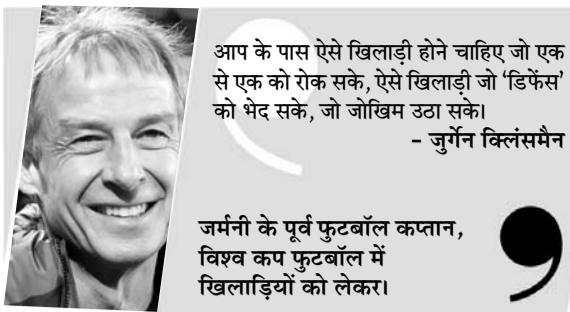 आप के पास ऐसे खिलाड़ी होने चाहिए जो एक
से एक को रोक सके, ऐसे खिलाड़ी जो ‘डिफेंस’
को भेद सके, जो जोखिम उठा सके।
- जुर्गेन क्लिंसमैन
जर्मनी के पूर्व फुटबॉल कप्तान,
विश्व कप फुटबॉल में
खिलाड़ियों को लेकर।